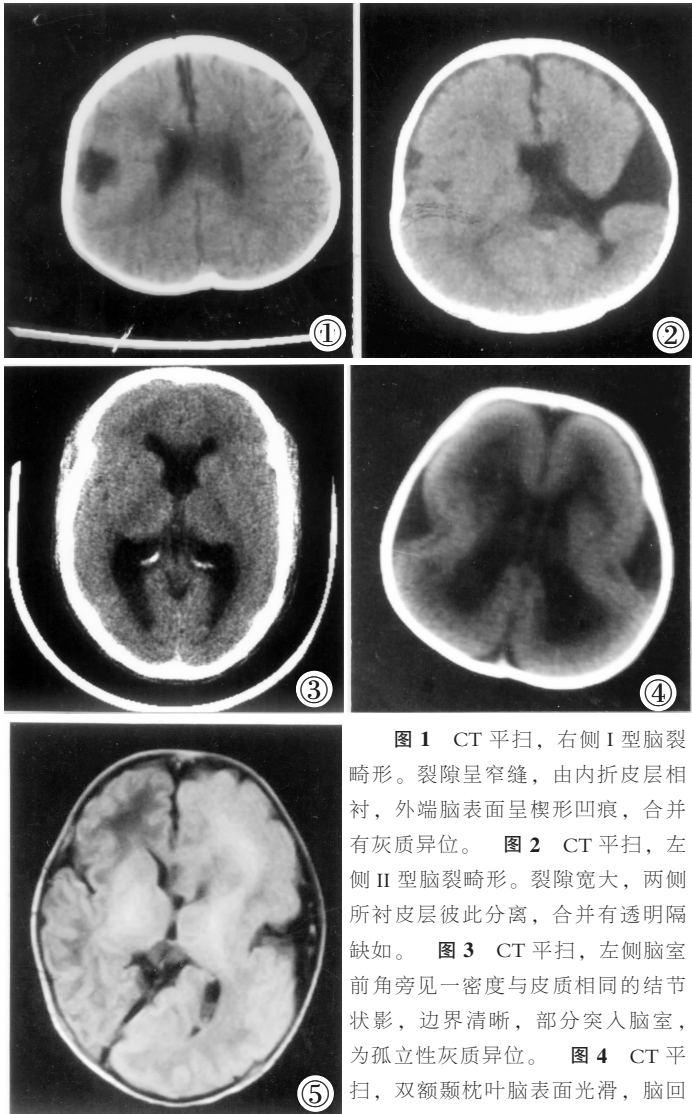 ①
②
③
④
⑤
图 1 CT 平扫，右侧 I 型脑裂
畸形。裂隙呈窄缝，由内折皮层相
衬，外端脑表面呈楔形凹痕，合并
有灰质异位。 图 2 CT 平扫，左
侧 II 型脑裂畸形。裂隙宽大，两侧
所衬皮层彼此分离，合并有透明隔
缺如。 图 3 CT 平扫，左侧脑室
前角旁见一密度与皮质相同的结节
状影，边界清晰，部分突入脑室，
为孤立性灰质异位。 图 4 CT 平
扫，双额颞枕叶脑表面光滑，脑回